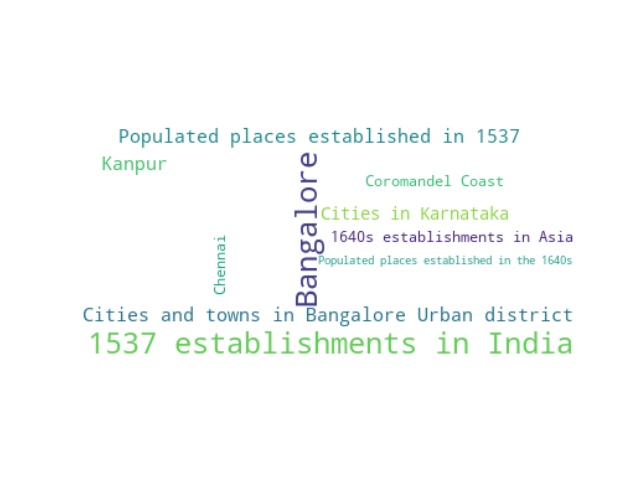 Populated places established in 1537
Kanpur
Bangalore
Coromandel Coast
Cities in Karnataka
1640s establishments in Asia
Chennai
Populated places established in the 1640s
Cities and towns in Bangalore Urban district
1537 establishments in India